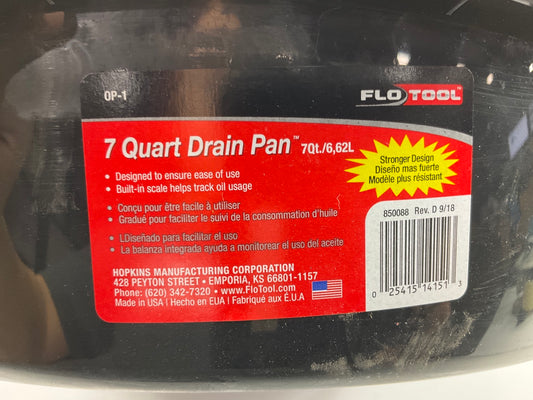 OP-1
FLO TOOL™
7 Quart Drain Pan™ 7Qt./6,62L
• Designed to ensure ease of use
• Built-in scale helps track oil usage
• Conçu pour être facile à utiliser
• Gradué pour faciliter le suivi de la consommation d'huile
• LDiseñado para facilitar el uso
• La balanza integrada ayuda a monitorear el uso del aceite
Stronger Design
Diseño mas fuerte
Modèle plus résistant
850088 Rev. D 9/18
0 25415 14151 3
HOPKINS MANUFACTURING CORPORATION
428 PEYTON STREET • EMPORIA, KS 66801-1157
Phone: (620) 342-7320 • www.FloTool.com
Made in USA | Hecho en EUA | Fabriqué aux É.U.A